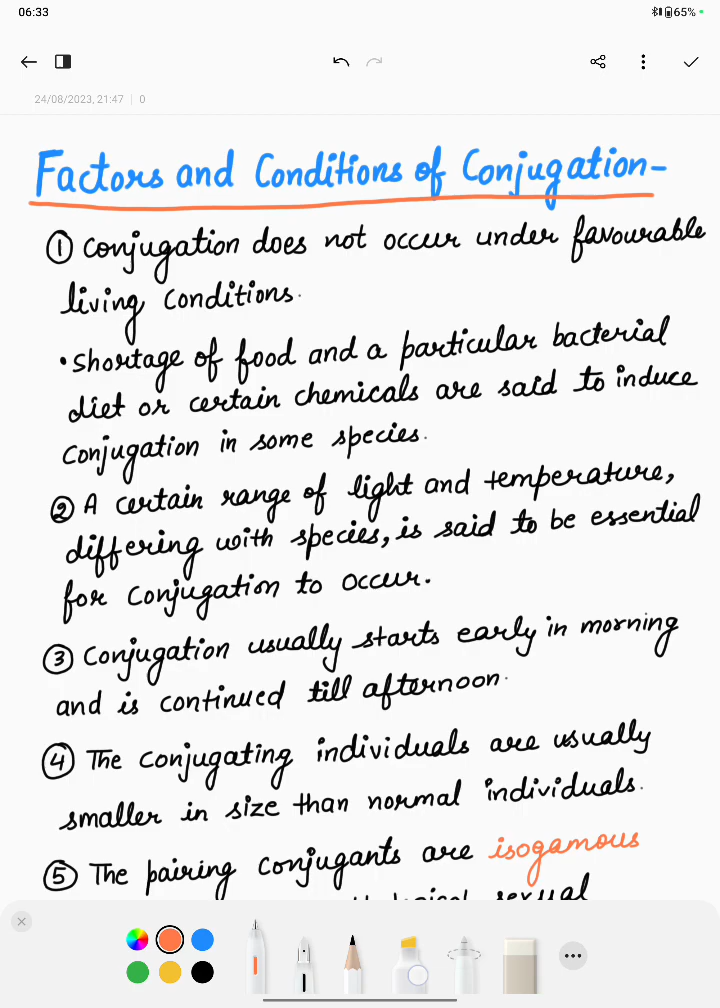 06:33
65%
24/08/2023, 21:47 | 0
Factors and Conditions of Conjugation-
① Conjugation does not occur under favourable
living conditions.
• Shortage of food and a particular bacterial
diet or certain chemicals are said to induce
conjugation in some species.
② A certain range of light and temperature,
differing with species, is said to be essential
for conjugation to occur.
③ Conjugation usually starts early in morning
and is continued till afternoon.
④ The conjugating individuals are usually
smaller in size than normal individuals.
⑤ The pairing conjugants are isogamous
sexual